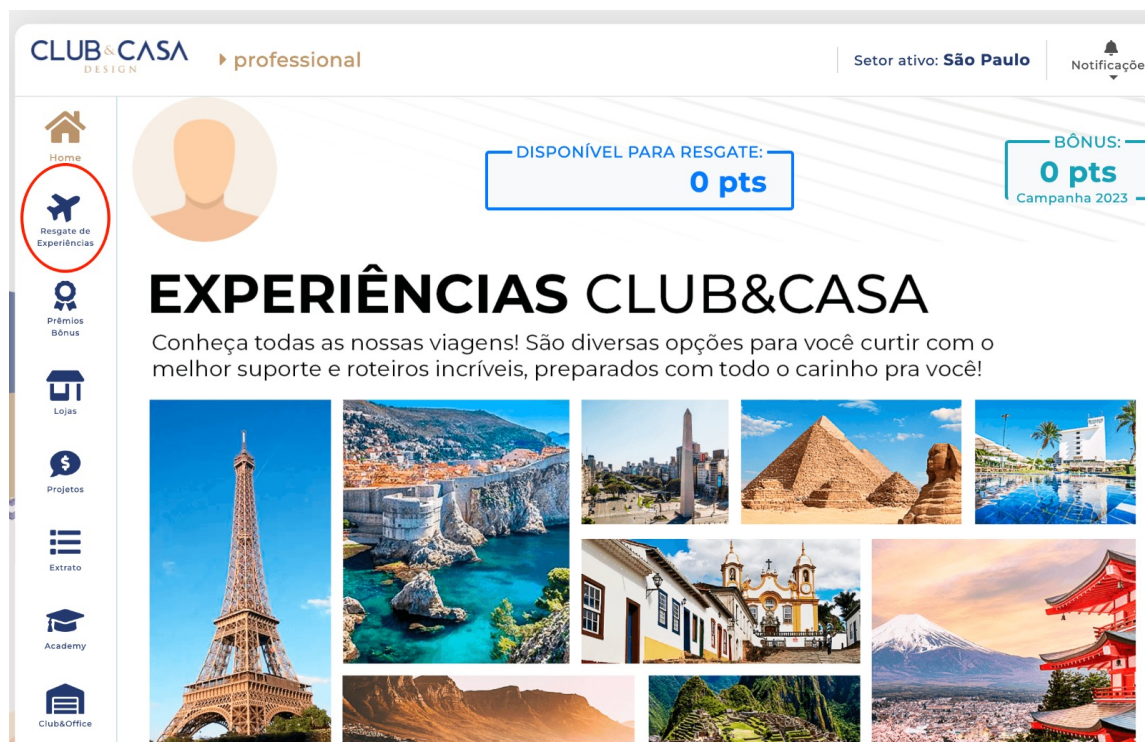 CLUB&CASA
DESIGN
professional
Setor ativo: São Paulo
Notificaçõe
Home
Resgate de
Experiências
Prêmios
Bônus
Lojas
Projetos
Extrato
Academy
Club&Office
DISPONÍVEL PARA RESGATE:
0 pts
BÔNUS:
0 pts
Campanha 2023
EXPERIÊNCIAS CLUB&CASA
Conheça todas as nossas viagens! São diversas opções para você curtir com o
melhor suporte e roteiros incríveis, preparados com todo o carinho pra você!